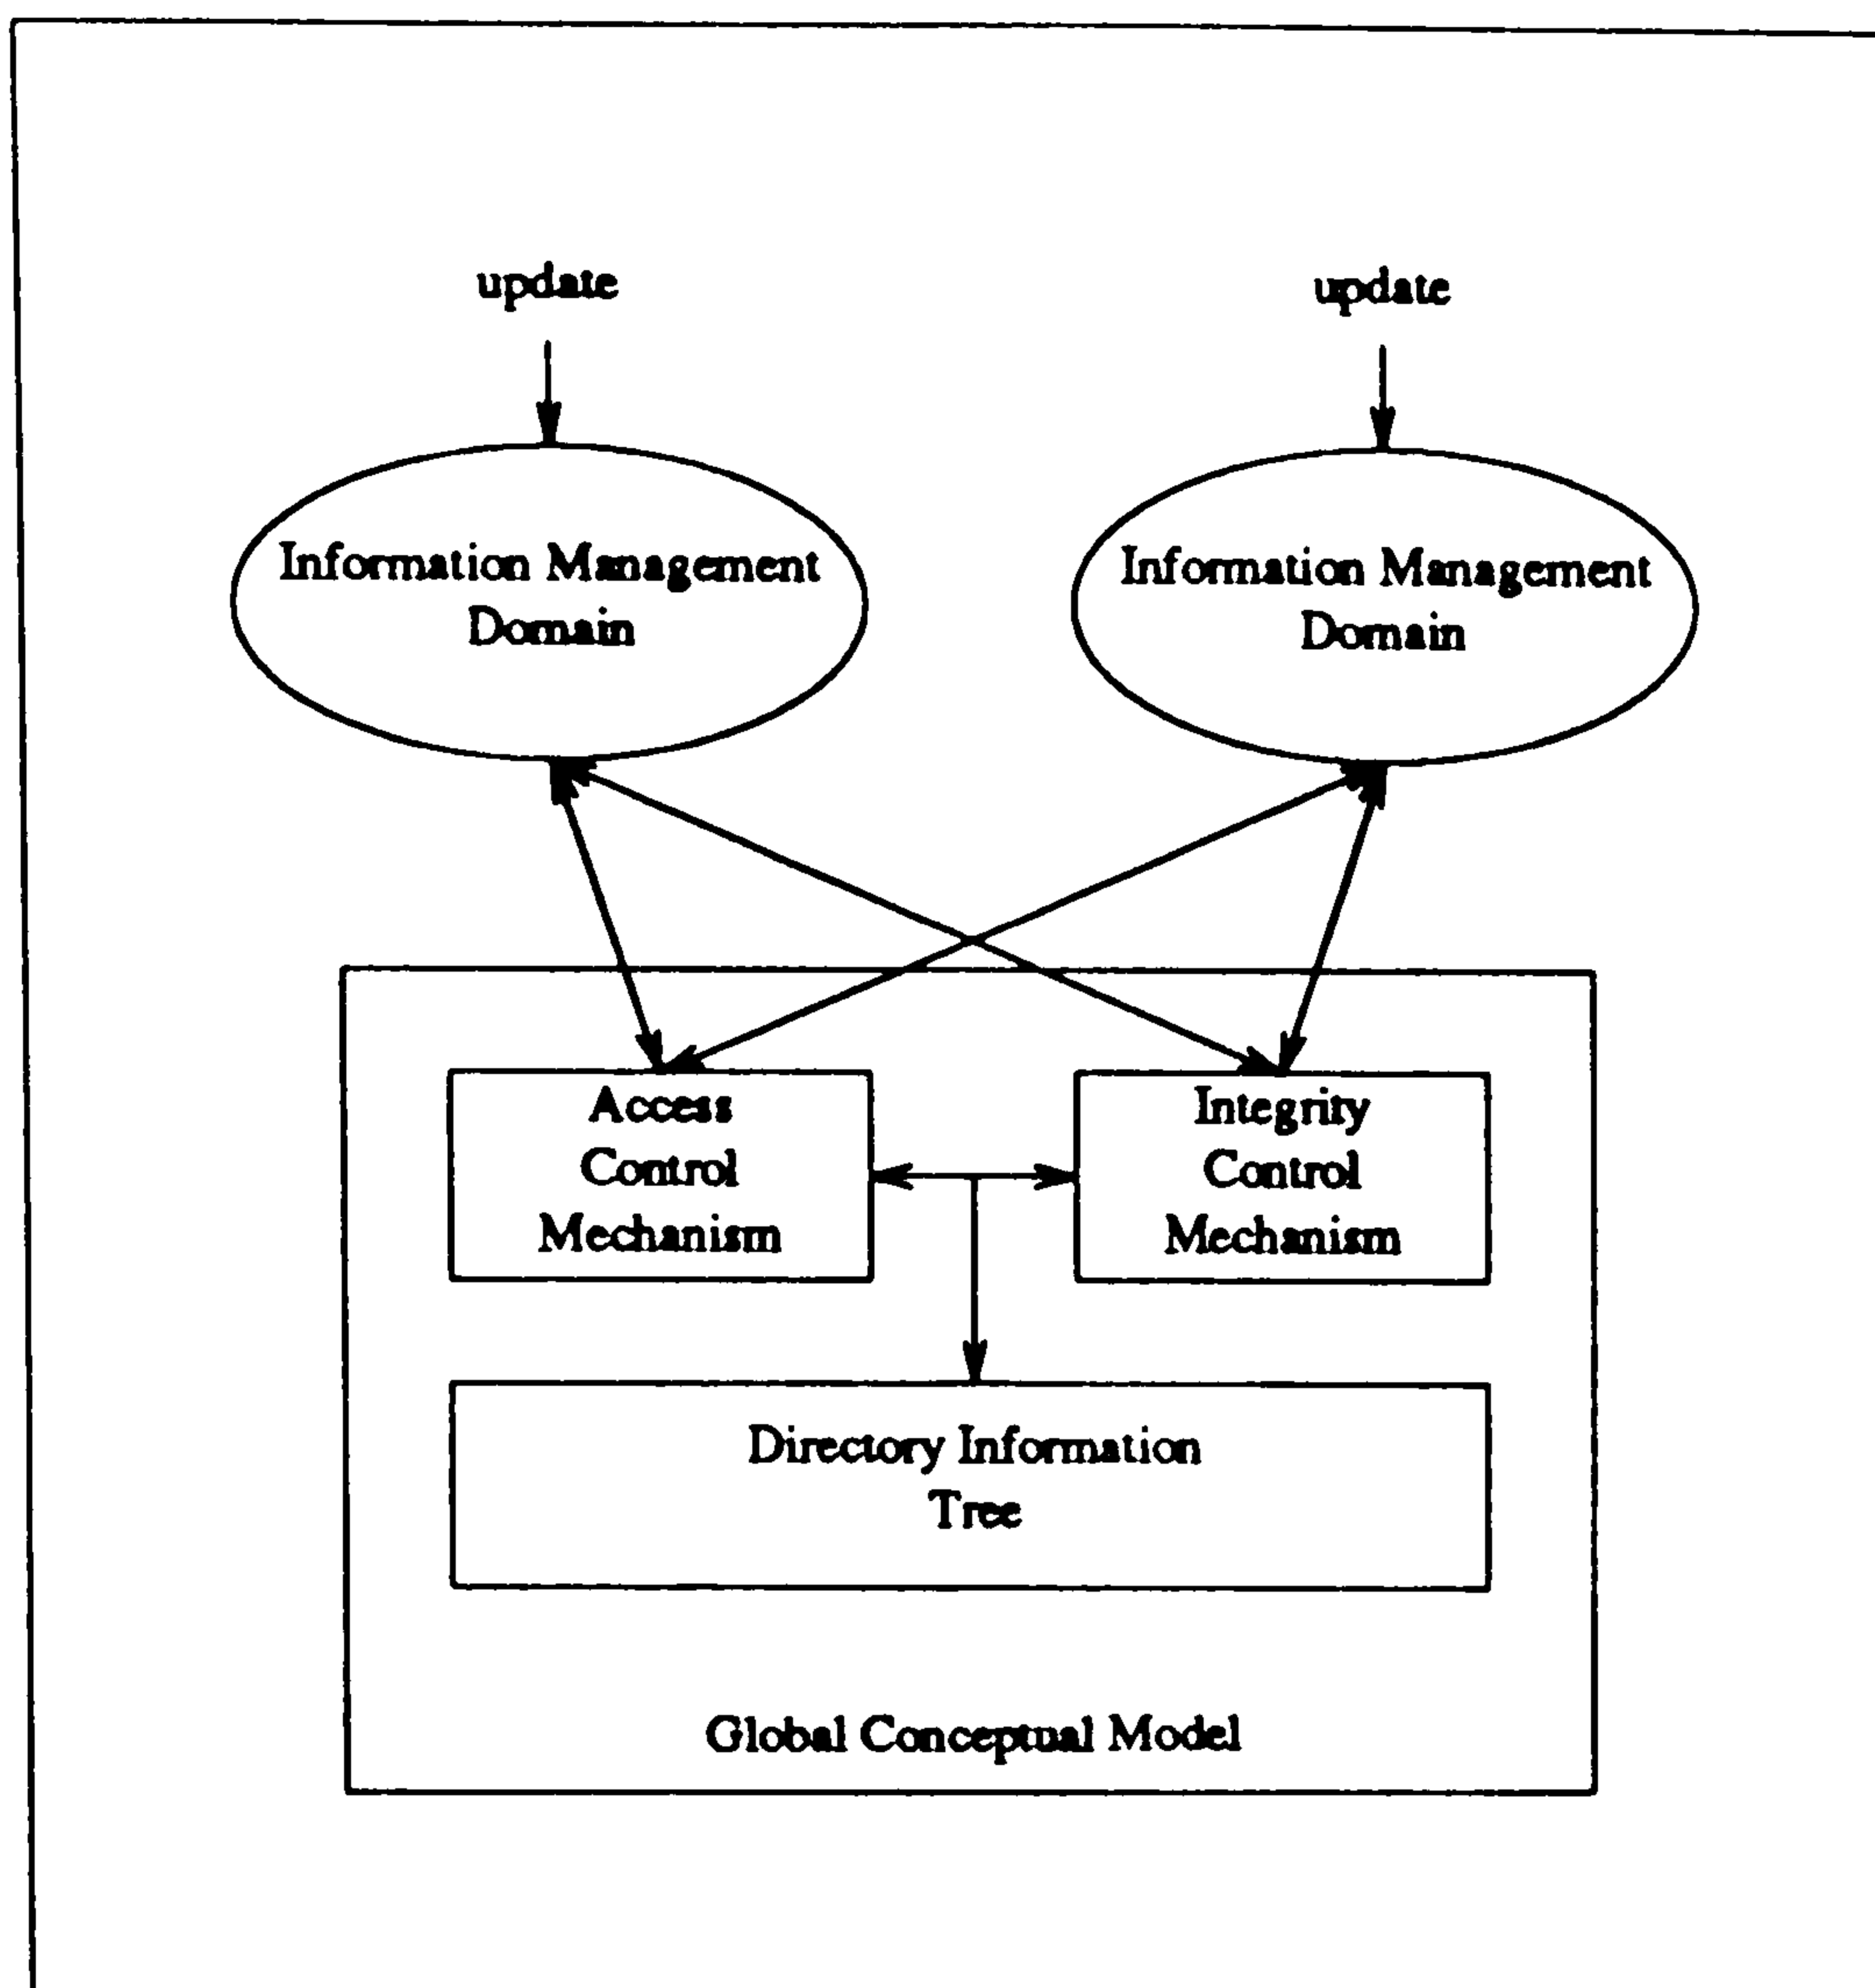 update
update
Information Management
Domain
Information Management
Domain
Access
Control
Mechanism
Integrity
Control
Mechanism
Directory Information
Tree
Global Conceptual Model